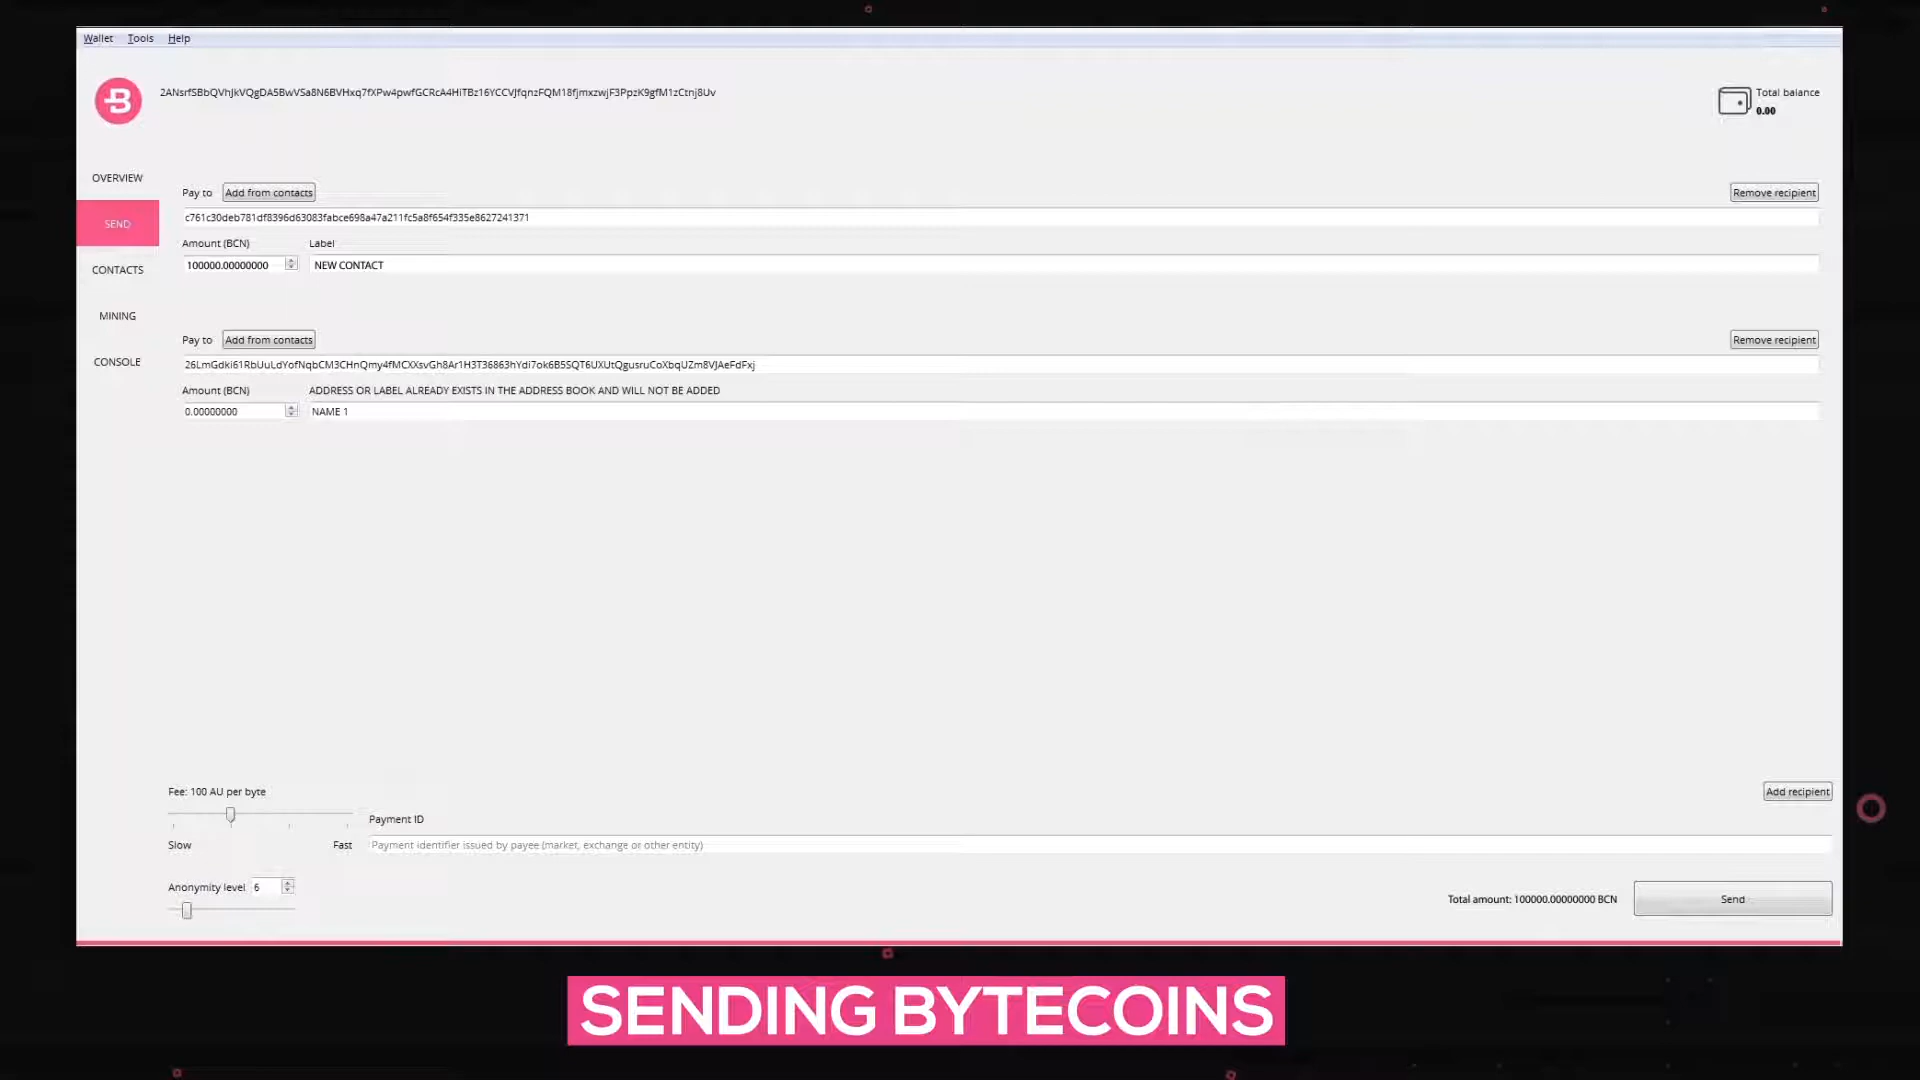 Wallet Tools Help
2ANsrfSBbQVhJkVQgDA5BwVSa8N6BVHxq7fXPw4pwfGCRcA4HiTBz16YCCVJfqnzFQM18fjmxzwjF3PpzK9gfM1zCtnj8Uv
Total balance
0.00
OVERVIEW
SEND
CONTACTS
MINING
CONSOLE
Pay to Add from contacts Remove recipient
c761c30deb781df8396d63083fabce698a47a211fc5a8f654f335e8627241371
Amount (BCN) Label
100000.00000000 NEW CONTACT
Pay to Add from contacts Remove recipient
26LmGdki61RbUuLdYofNqbCM3CHnQmy4fMCXXsvGh8Ar1H3T36863hYdi7ok6B5SQT6UXUtQgusruCoXbqUZm8VJAeFdFxj
Amount (BCN) ADDRESS OR LABEL ALREADY EXISTS IN THE ADDRESS BOOK AND WILL NOT BE ADDED
0.00000000 NAME 1
Fee: 100 AU per byte Add recipient
Payment ID
Slow Fast Payment identifier issued by payee (market, exchange or other entity)
Anonymity level 6
Total amount: 100000.00000000 BCN Send
SENDING BYTECOINS